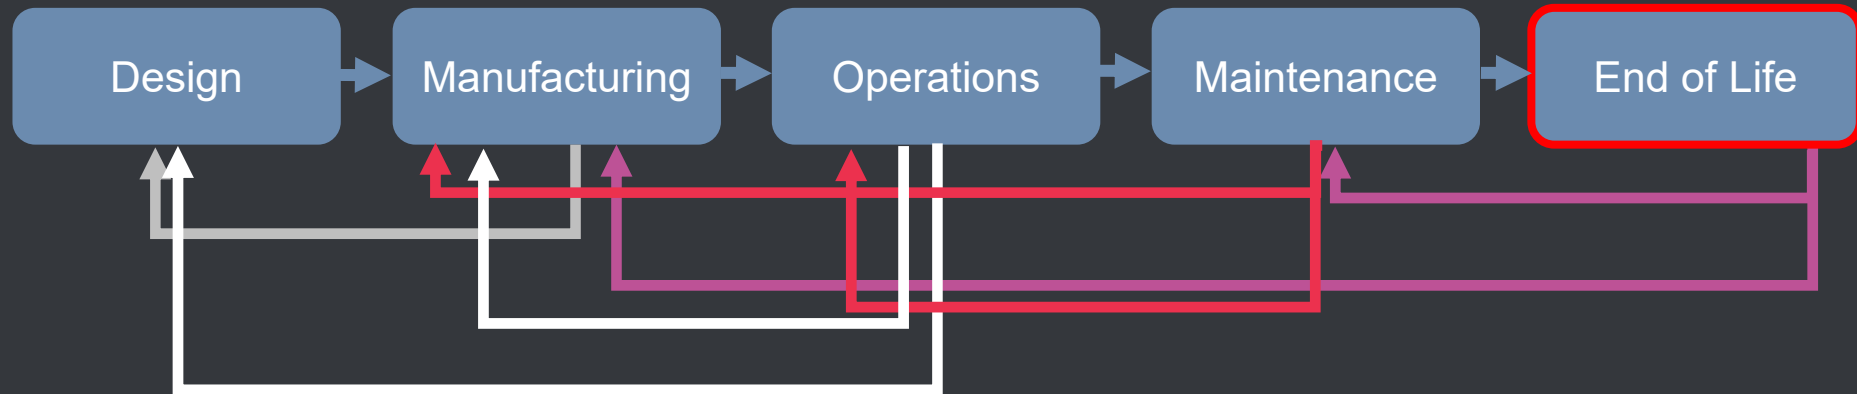 Design
Manufacturing
Operations
Maintenance
End of Life